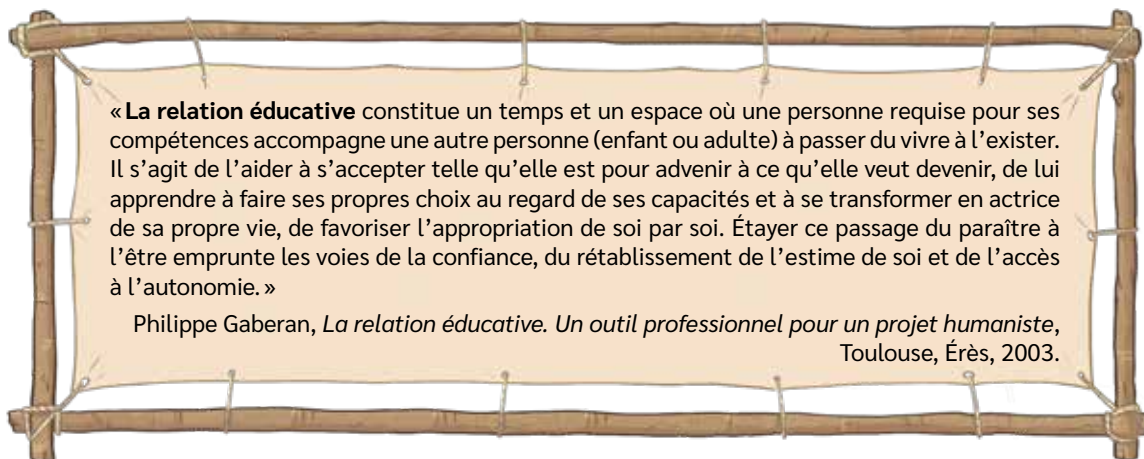 « La relation éducative constitue un temps et un espace où une personne requise pour ses
compétences accompagne une autre personne (enfant ou adulte) à passer du vivre à l’exister.
Il s’agit de l’aider à s’accepter telle qu’elle est pour advenir à ce qu’elle veut devenir, de lui
apprendre à faire ses propres choix au regard de ses capacités et à se transformer en actrice
de sa propre vie, de favoriser l’appropriation de soi par soi. Étayer ce passage du paraître à
l’être emprunte les voies de la confiance, du rétablissement de l’estime de soi et de l’accès
à l’autonomie. »
Philippe Gaberan, La relation éducative. Un outil professionnel pour un projet humaniste,
Toulouse, Érès, 2003.